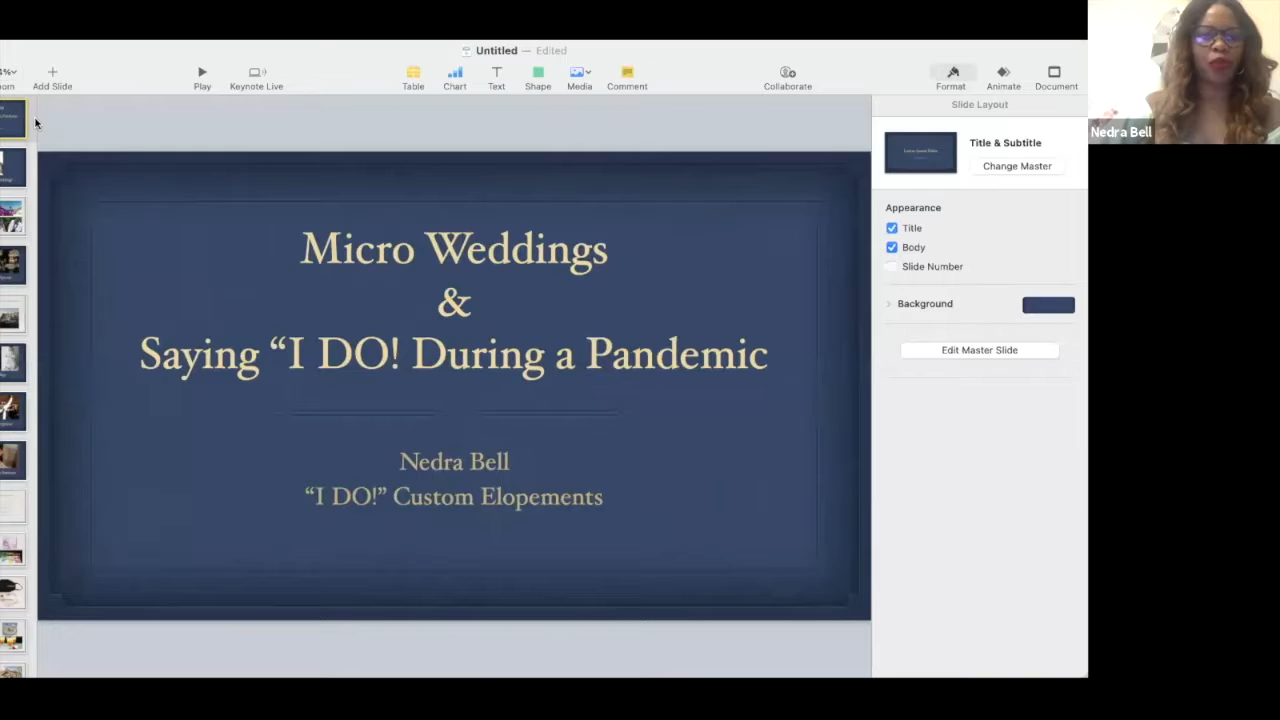 Untitled — Edited
Add Slide
Play
Keynote Live
Table
Chart
Text
Shape
Media
Comment
Collaborate
Format
Animate
Document
Nedra Bell
Slide Layout
Title & Subtitle
Change Master
Appearance
Title
Body
Slide Number
Background
Edit Master Slide
Micro Weddings
&
Saying “I DO! During a Pandemic
Nedra Bell
“I DO!” Custom Elopements